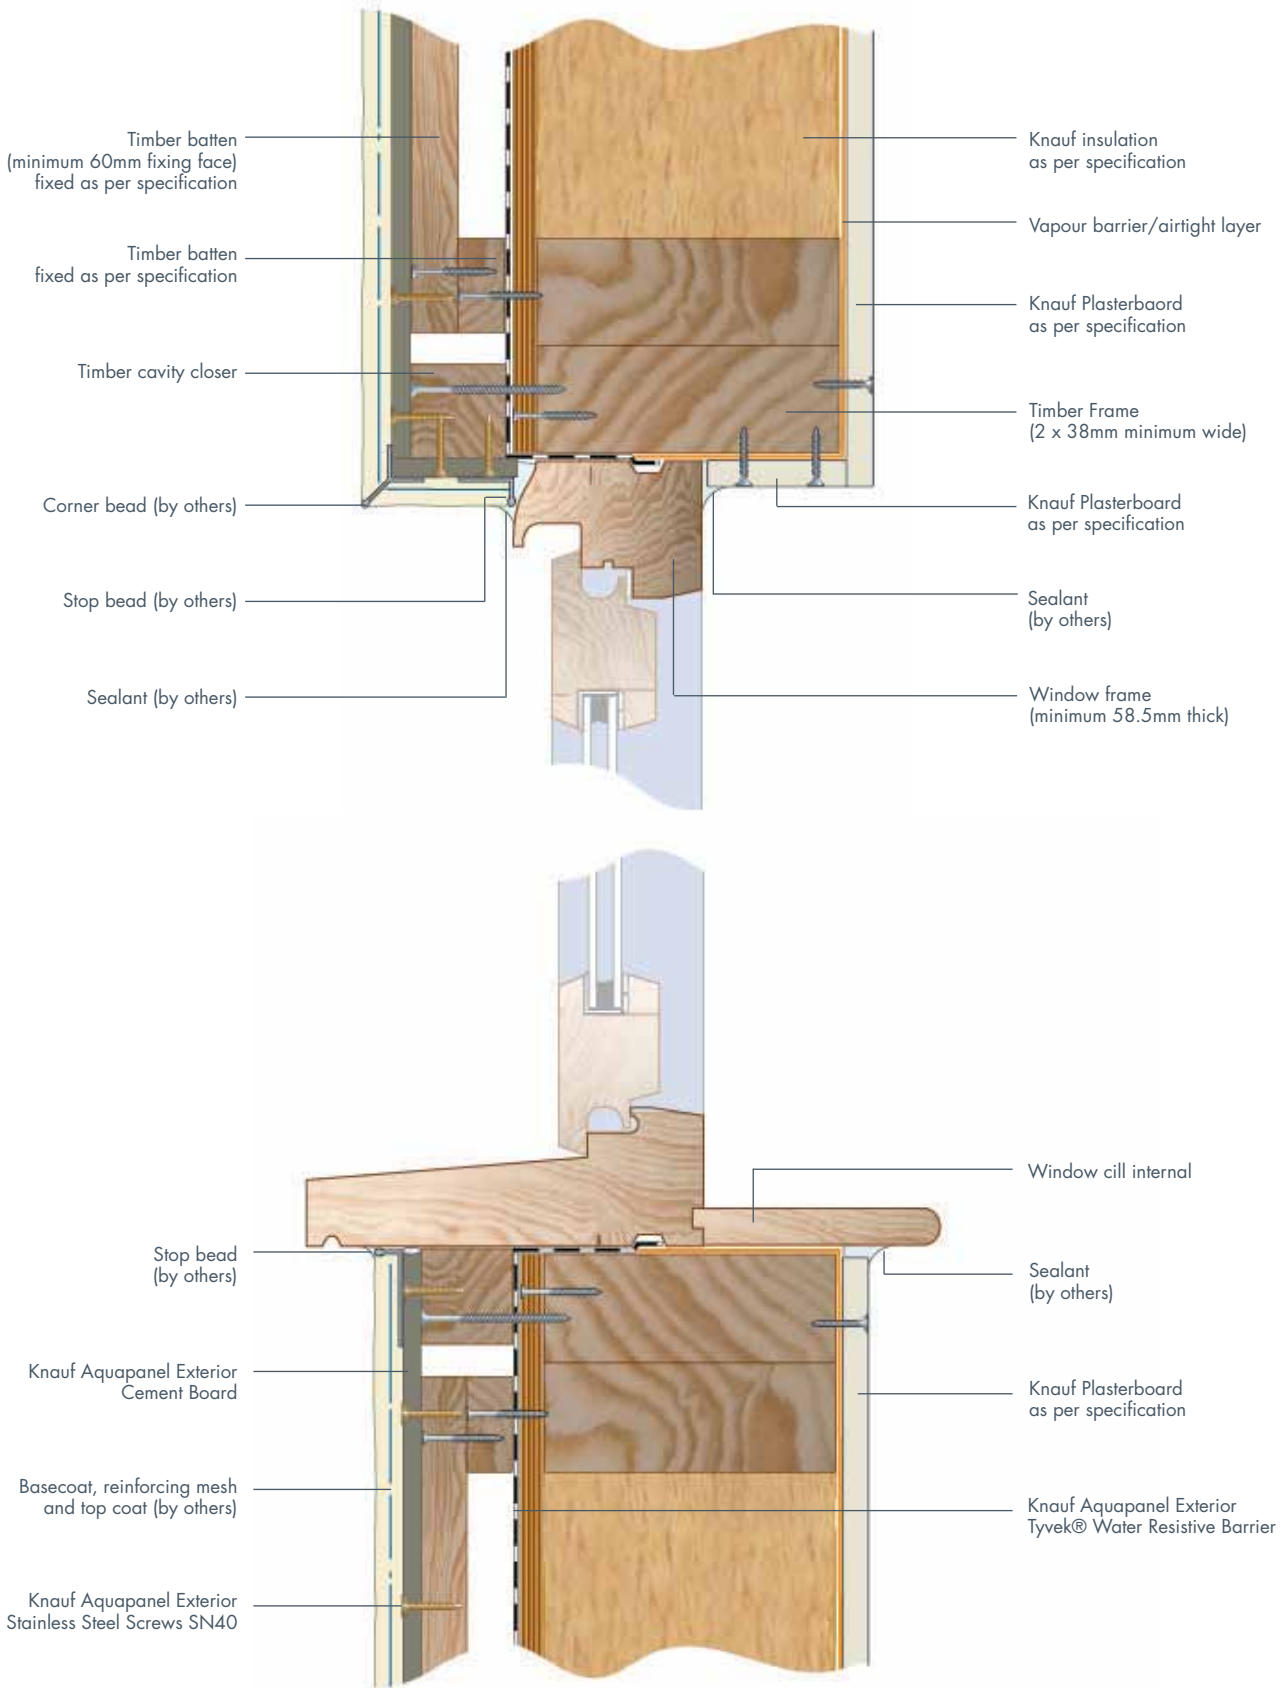 Timber batten
(minimum 60mm fixing face)
fixed as per specification
Timber batten
fixed as per specification
Timber cavity closer
Corner bead (by others)
Stop bead (by others)
Sealant (by others)
Knauf insulation
as per specification
Vapour barrier/airtight layer
Knauf Plasterbaord
as per specification
Timber Frame
(2 x 38mm minimum wide)
Knauf Plasterboard
as per specification
Sealant
(by others)
Window frame
(minimum 58.5mm thick)
Stop bead
(by others)
Knauf Aquapanel Exterior
Cement Board
Basecoat, reinforcing mesh
and top coat (by others)
Knauf Aquapanel Exterior
Stainless Steel Screws SN40
Window cill internal
Sealant
(by others)
Knauf Plasterboard
as per specification
Knauf Aquapanel Exterior
Tyvek® Water Resistive Barrier